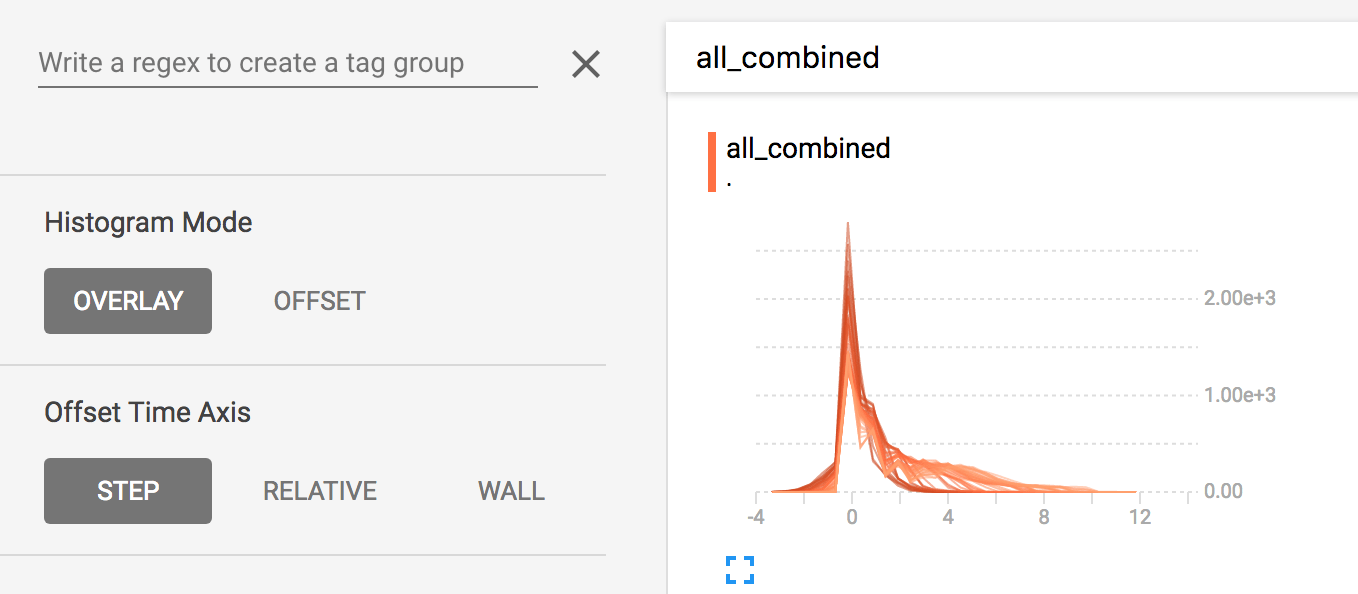 Write a regex to create a tag group
Histogram Mode
OVERLAY OFFSET
Offset Time Axis
STEP RELATIVE WALL
all_combined
all_combined
.
2.00e+3
1.00e+3
0.00
-4 0 4 8 12